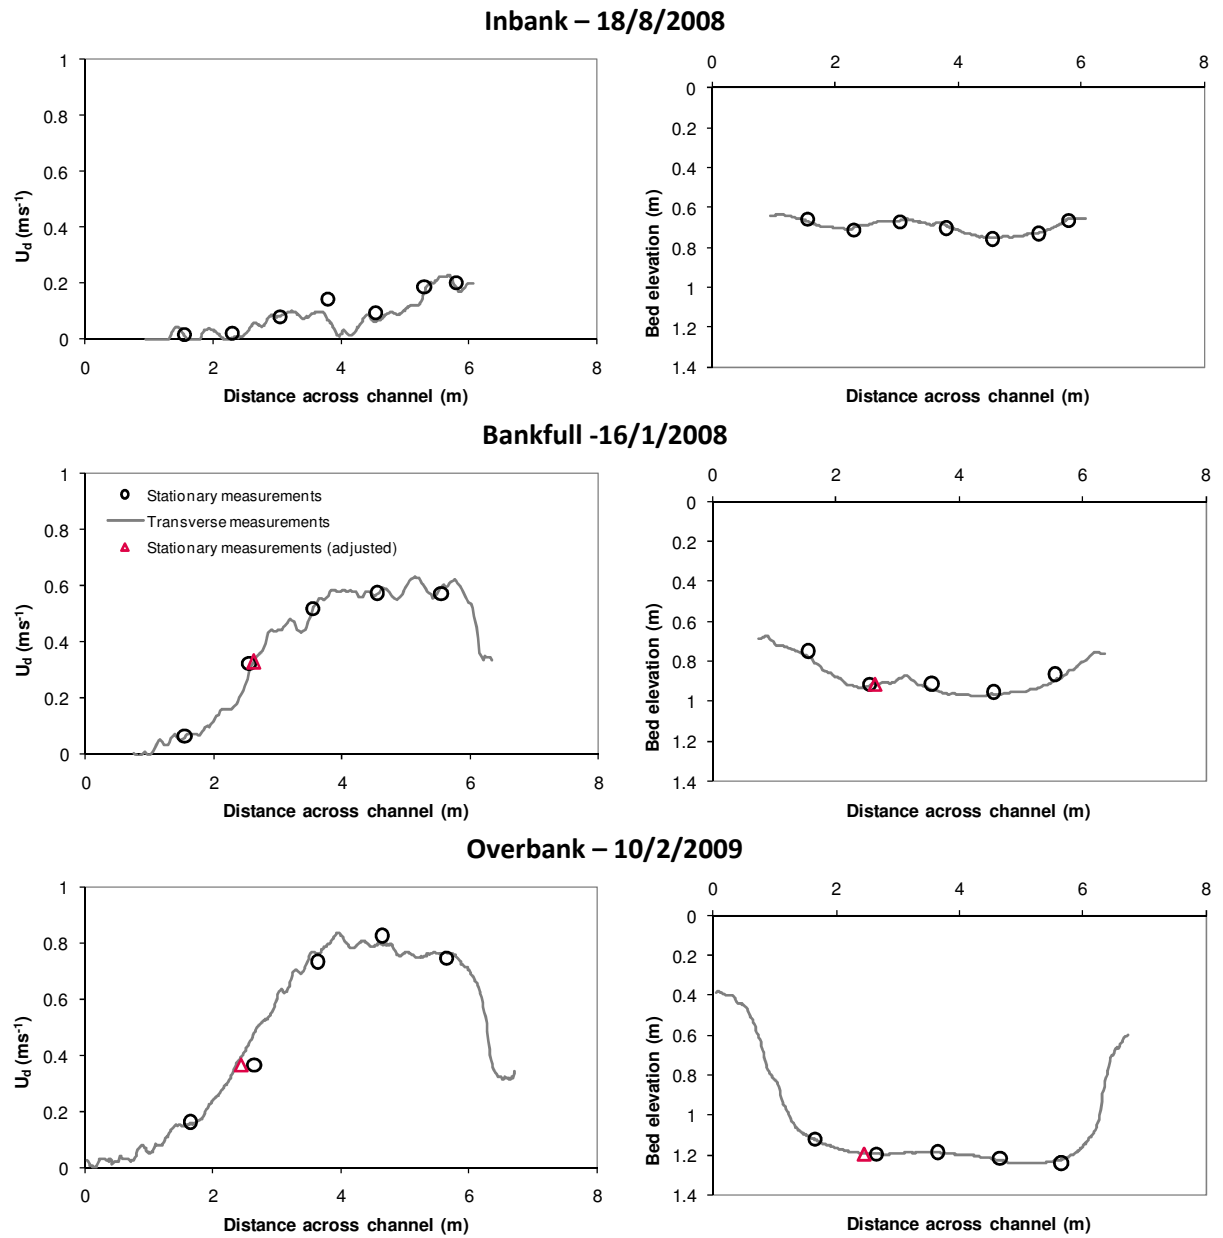 Inbank – 18/8/2008
1
0.8
0.6
0.4
0.2
0
0 2 4 6 8
U_d (ms⁻¹)
Distance across channel (m)
0 2 4 6 8
0
0.2
0.4
0.6
0.8
1
1.2
1.4
Bed elevation (m)
Distance across channel (m)
Bankfull -16/1/2008
1
0.8
0.6
0.4
0.2
0
0 2 4 6 8
U_d (ms⁻¹)
Stationary measurements
Transverse measurements
Stationary measurements (adjusted)
Distance across channel (m)
0 2 4 6 8
0
0.2
0.4
0.6
0.8
1
1.2
1.4
Bed elevation (m)
Distance across channel (m)
Overbank – 10/2/2009
1
0.8
0.6
0.4
0.2
0
0 2 4 6 8
U_d (ms⁻¹)
Distance across channel (m)
0 2 4 6 8
0
0.2
0.4
0.6
0.8
1
1.2
1.4
Bed elevation (m)
Distance across channel (m)